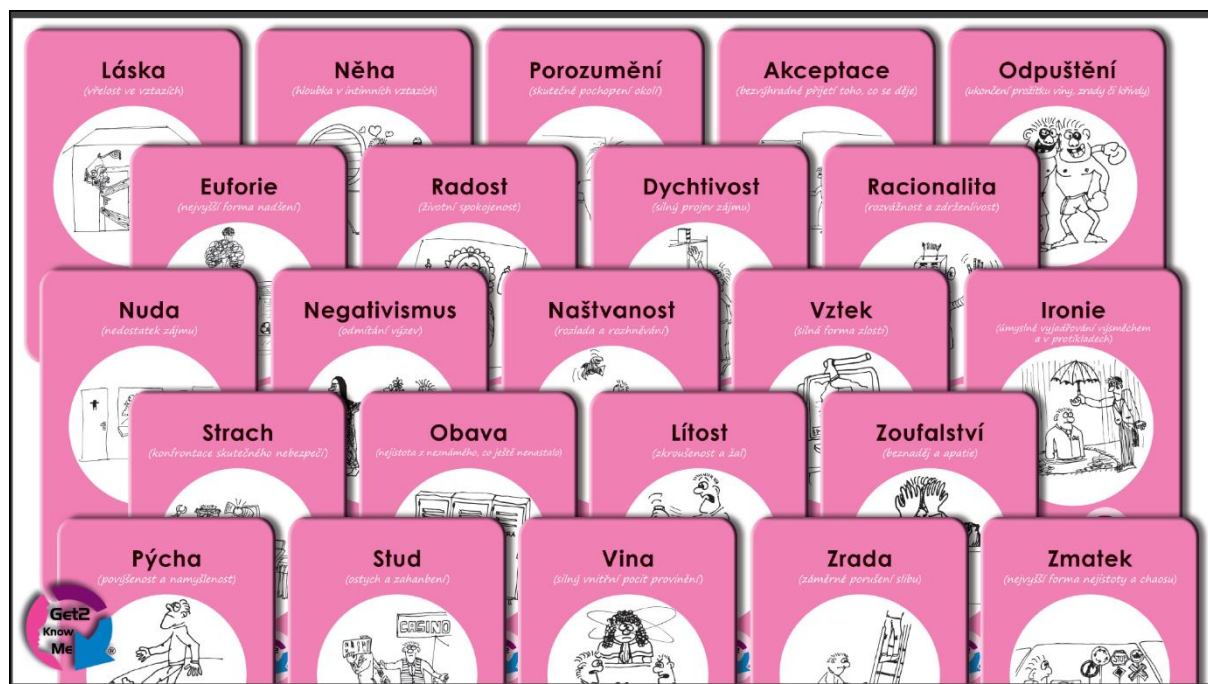 Láska
(vřelost ve vztazích)
Něha
(hloubka v intimních vztazích)
Porozumění
(skutečné pochopení okolí)
Akceptace
(bezvýhradné přijetí toho, co se děje)
Odpuštění
(ukončení prožitku viny, zrady či křivdy)
Euforie
(nejvyšší forma nadšení)
Radost
(životní spokojenost)
Dychtivost
(silný projev zájmu)
Racionalita
(rozvážnost a zdrženlivost)
Nuda
(nedostatek zájmu)
Negativismus
(odmítání výzev)
Naštvanost
(rozlada a rozhněvání)
Vztek
(silná forma zlosti)
Ironie
(úmyslné vyjadřování výsměchem
a v protikladech)
Strach
(konfrontace skutečného nebezpečí)
Obava
(nejistota z neznámého, co ještě nenastalo)
Lítost
(zkroušenost a žal)
Zoufalství
(beznaděj a apatie)
Pýcha
(povýšenost a namyšlenost)
Stud
(ostych a zahanbení)
CASINO
Vina
(silný vnitřní pocit provinění)
Zrada
(záměrné porušení slibu)
Zmatek
(nejvyšší forma nejistoty a chaosu)
STOP
Get2
Know
Me
®